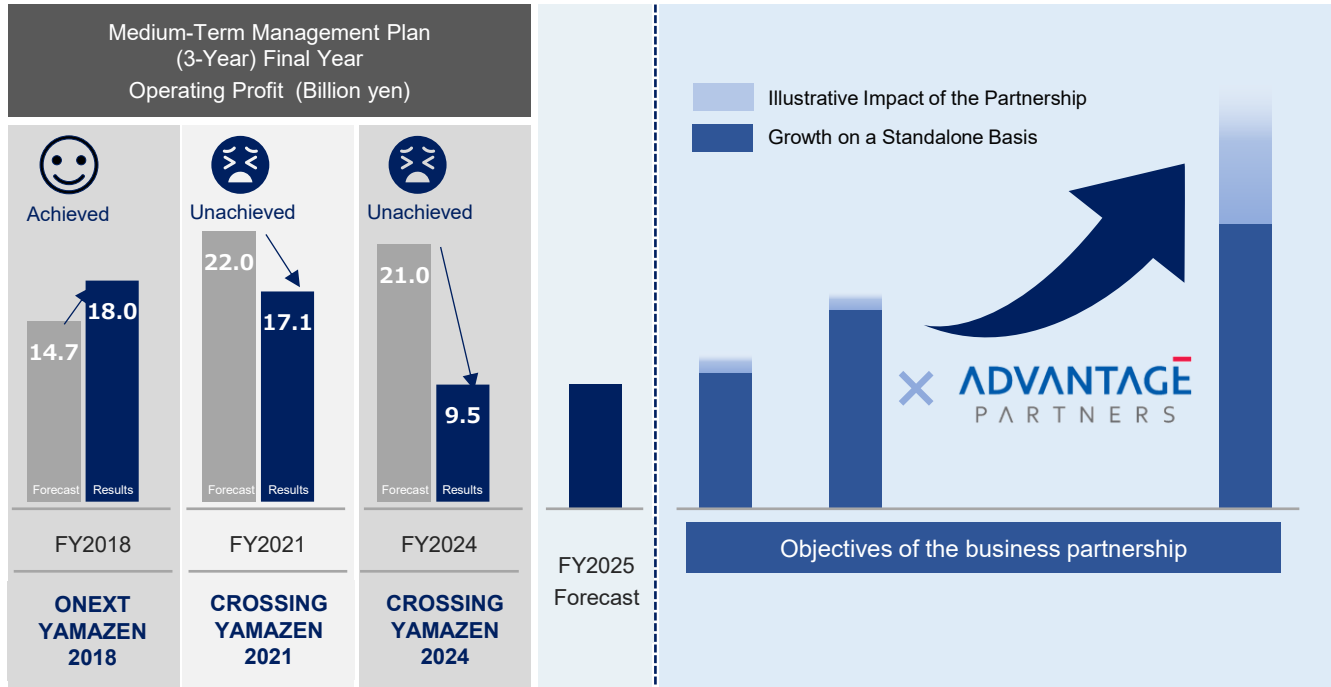 Medium-Term Management Plan
(3-Year) Final Year
Operating Profit (Billion yen)
Achieved
14.7
18.0
Forecast
Results
FY2018
ONEXT
YAMAZEN
2018
Unachieved
22.0
17.1
Forecast
Results
FY2021
CROSSING
YAMAZEN
2021
Unachieved
21.0
9.5
Forecast
Results
FY2024
CROSSING
YAMAZEN
2024
FY2025
Forecast
Illustrative Impact of the Partnership
Growth on a Standalone Basis
× ADVANTAGE
PARTNERS
Objectives of the business partnership